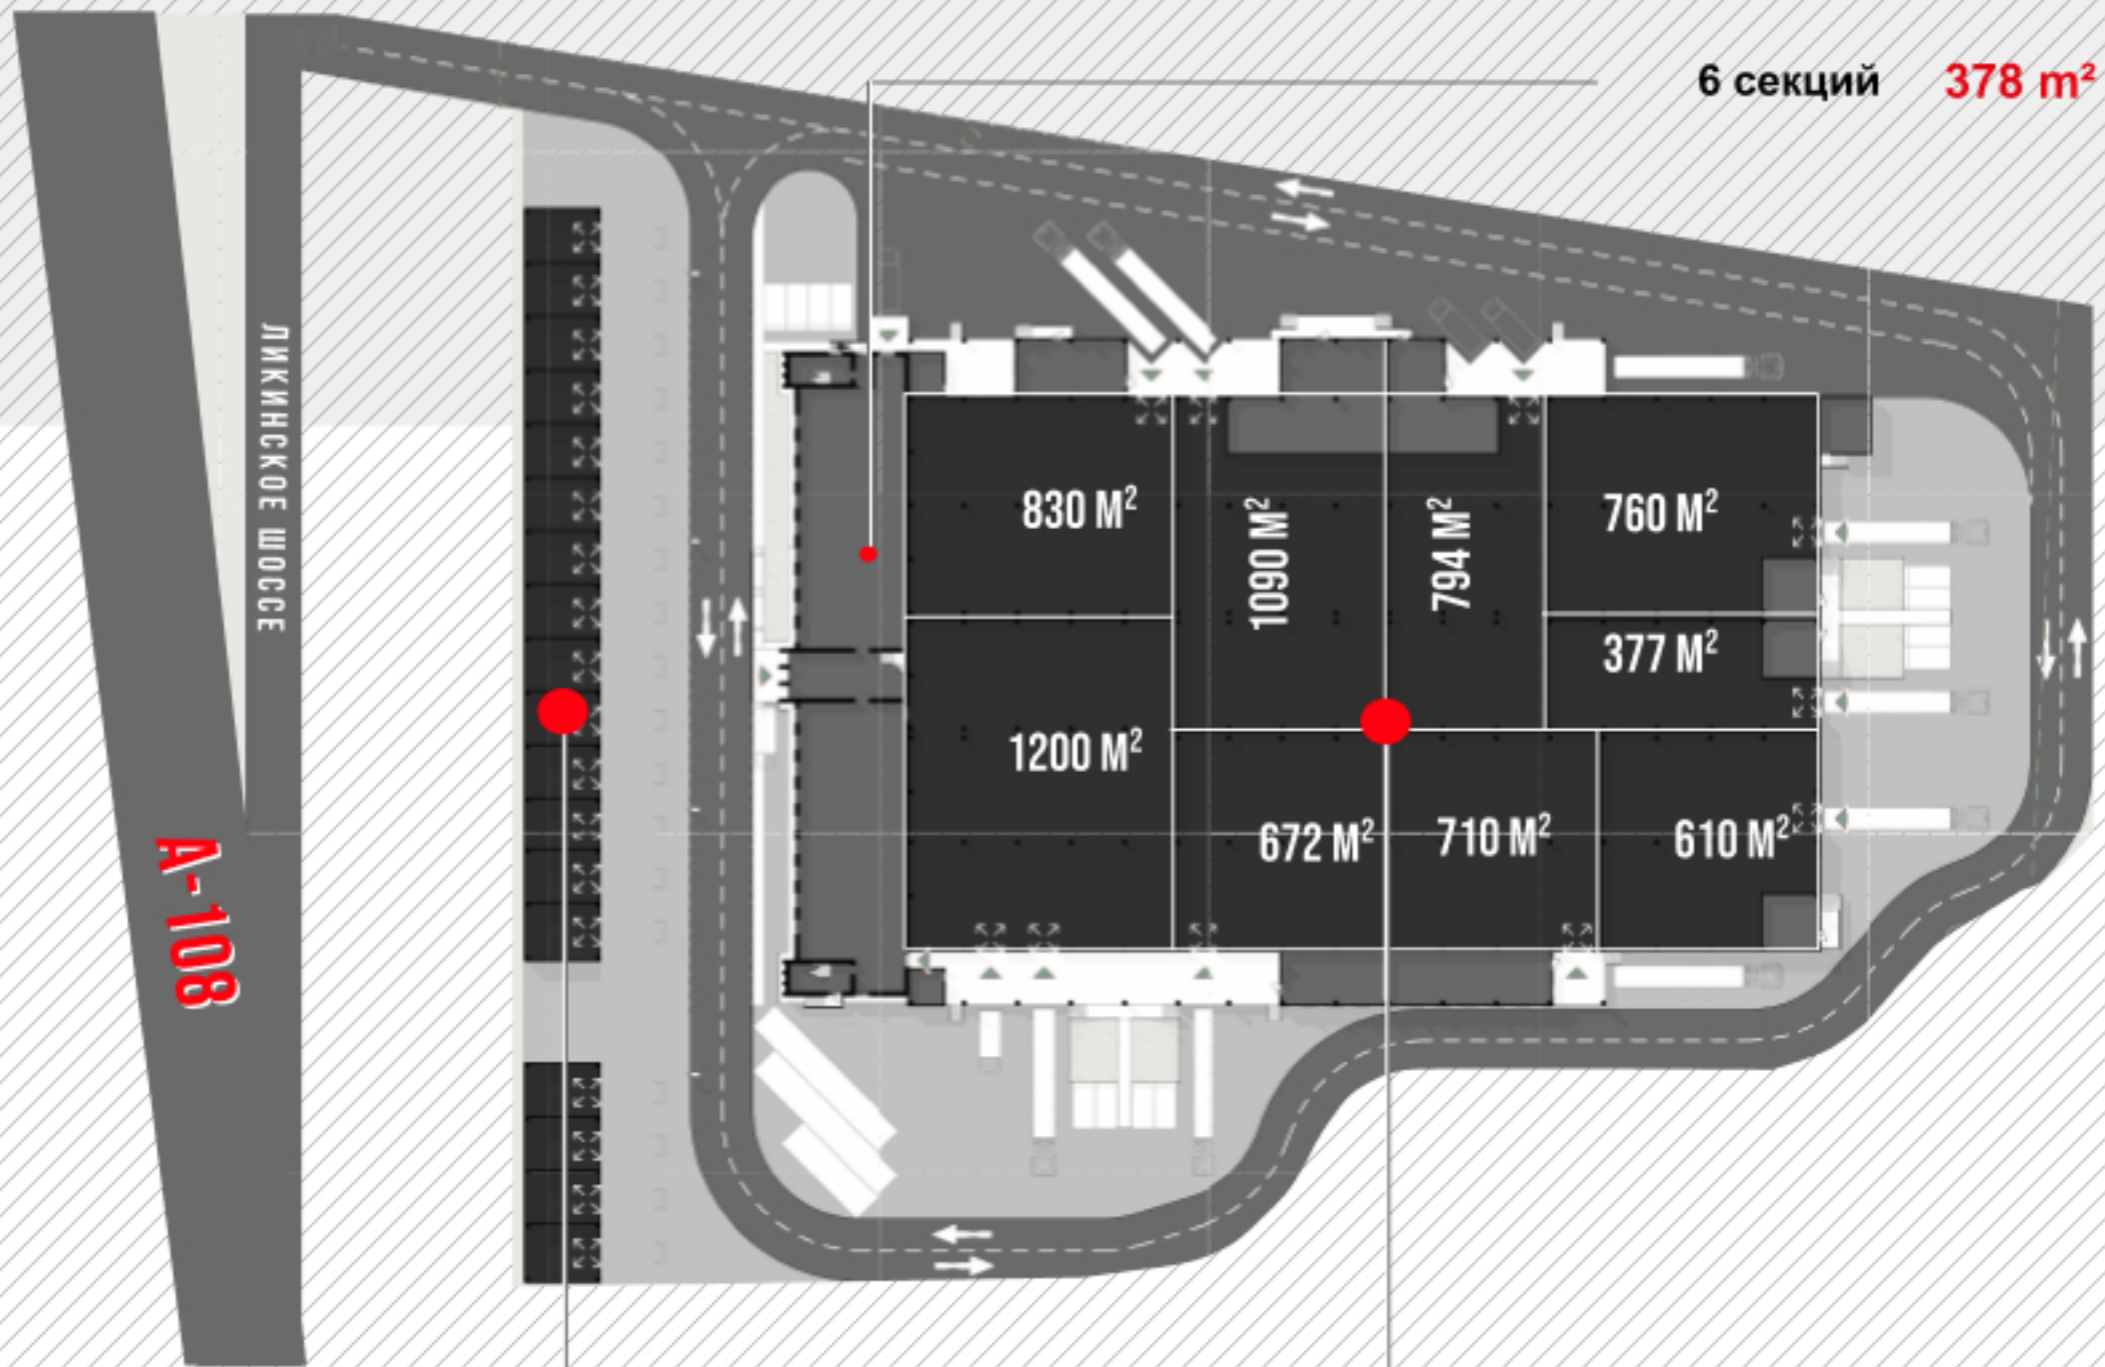 6 секций 378 m²
ЛИКИНСКОЕ ШОССЕ
830 М²
1090 М²
794 М²
760 М²
377 М²
1200 М²
672 М²
710 М²
610 М²
А-108